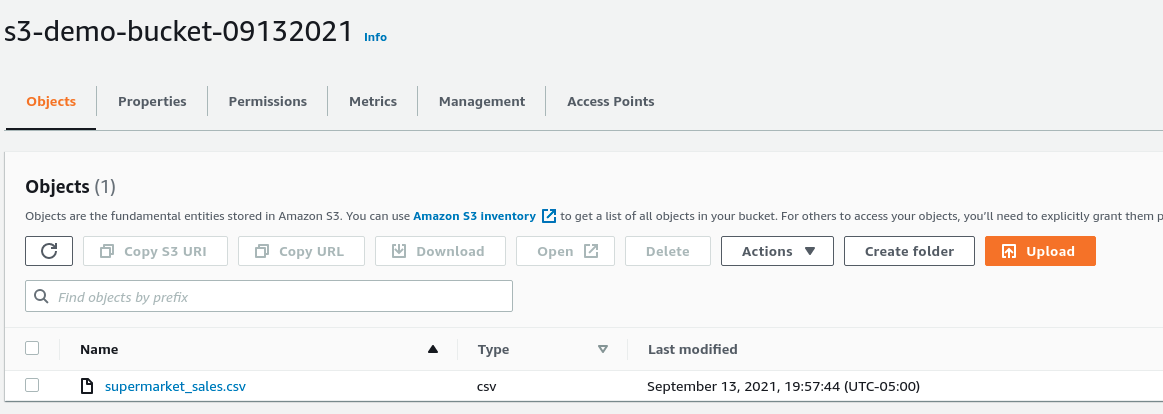 s3-demo-bucket-09132021 Info
Objects Properties Permissions Metrics Management Access Points
Objects (1)
Objects are the fundamental entities stored in Amazon S3. You can use Amazon S3 inventory to get a list of all objects in your bucket. For others to access your objects, you'll need to explicitly grant them p
Copy S3 URI Copy URL Download Open Delete Actions Create folder Upload
Find objects by prefix
Name Type Last modified
supermarket_sales.csv csv September 13, 2021, 19:57:44 (UTC-05:00)